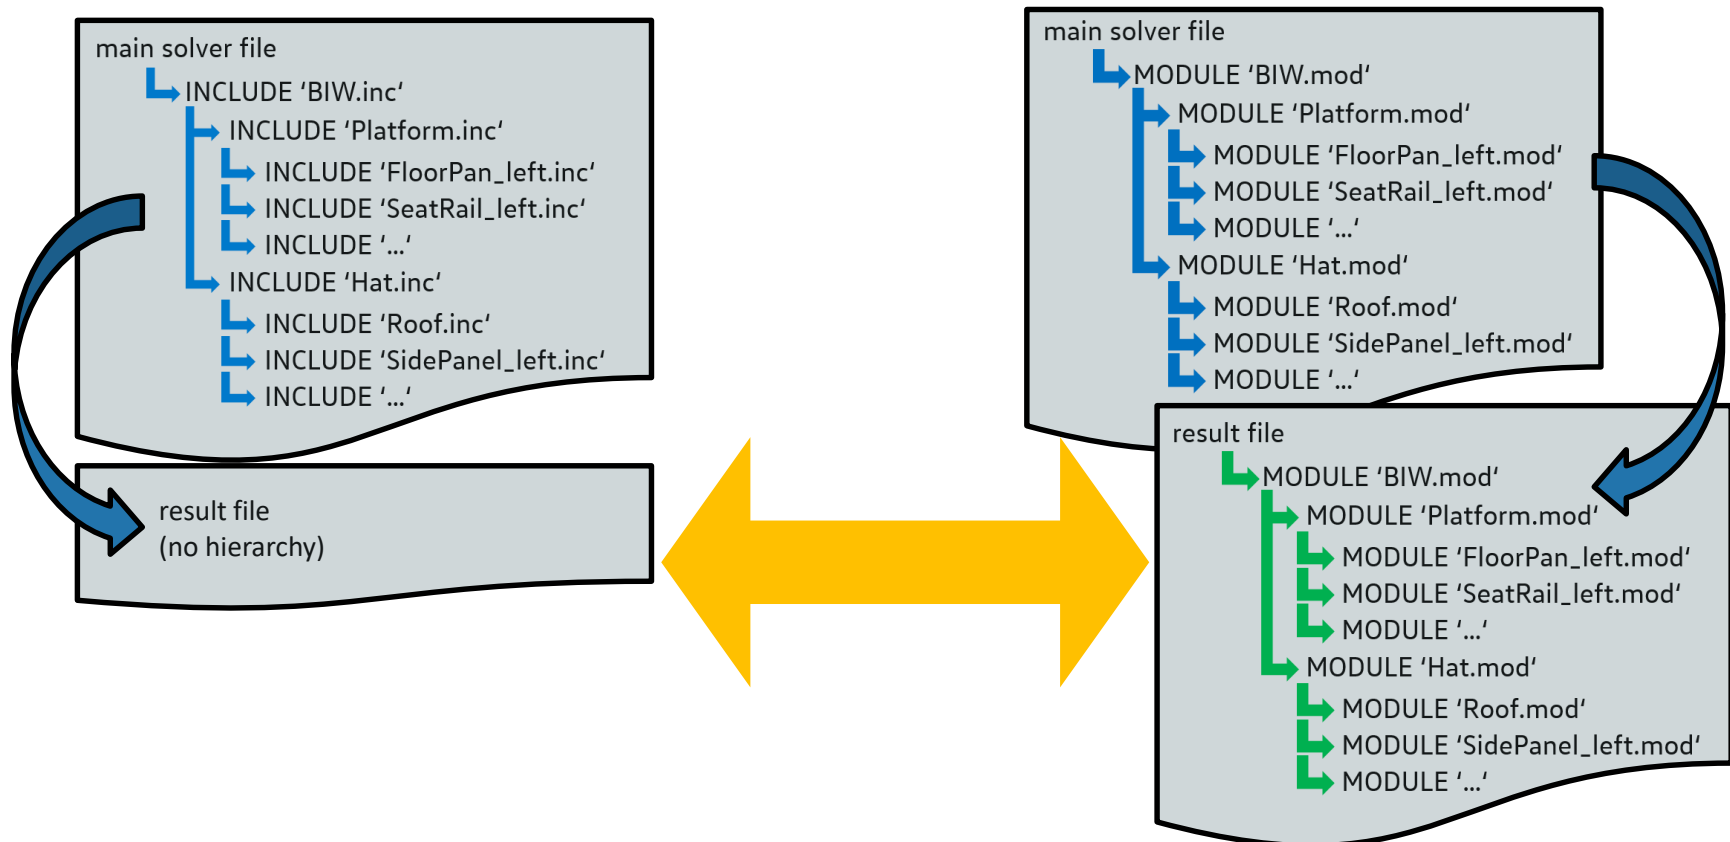 main solver file
INCLUDE ‘BIW.inc‘
INCLUDE ‘Platform.inc‘
INCLUDE ‘FloorPan_left.inc‘
INCLUDE ‘SeatRail_left.inc‘
INCLUDE ‘...‘
INCLUDE ‘Hat.inc‘
INCLUDE ‘Roof.inc‘
INCLUDE ‘SidePanel_left.inc‘
INCLUDE ‘...‘
result file
(no hierarchy)
main solver file
MODULE ‘BIW.mod‘
MODULE ‘Platform.mod‘
MODULE ‘FloorPan_left.mod‘
MODULE ‘SeatRail_left.mod‘
MODULE ‘...‘
MODULE ‘Hat.mod‘
MODULE ‘Roof.mod‘
MODULE ‘SidePanel_left.mod‘
MODULE ‘...‘
result file
MODULE ‘BIW.mod‘
MODULE ‘Platform.mod‘
MODULE ‘FloorPan_left.mod‘
MODULE ‘SeatRail_left.mod‘
MODULE ‘...‘
MODULE ‘Hat.mod‘
MODULE ‘Roof.mod‘
MODULE ‘SidePanel_left.mod‘
MODULE ‘...‘